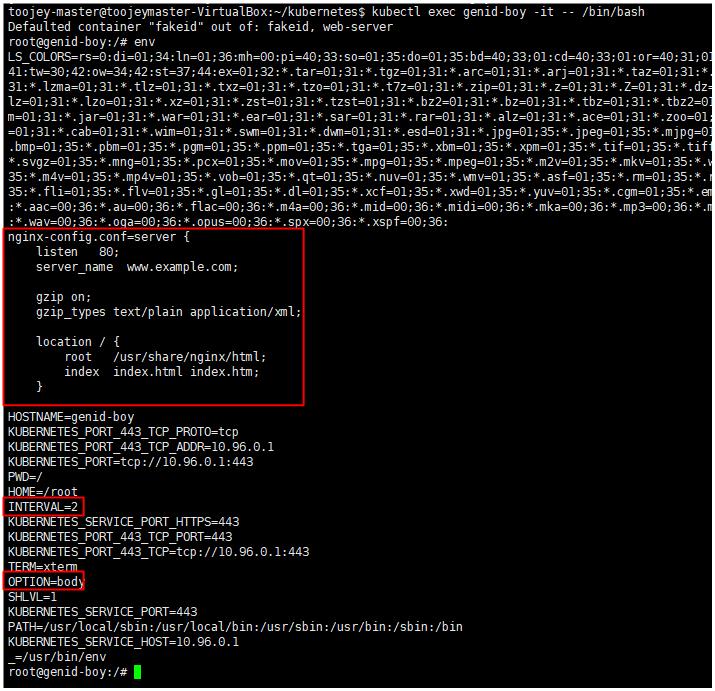 toojey-master@toojeymaster-VirtualBox:~/kubernetes$ kubectl exec genid-boy -it -- /bin/bash
Defaulted container "fakeid" out of: fakeid, web-server
root@genid-boy:/# env
LS_COLORS=rs=0:di=01;34:ln=01;36:mh=00:pi=40;33:so=01;35:do=01;35:bd=40;33;01:cd=40;33;01:or=40;31;01
41:tw=30;42:ow=34;42:st=37;44:ex=01;32:*.tar=01;31:*.tgz=01;31:*.arc=01;31:*.arj=01;31:*.taz=01;31:*.
31:*.lzma=01;31:*.tlz=01;31:*.txz=01;31:*.tzo=01;31:*.t7z=01;31:*.zip=01;31:*.z=01;31:*.Z=01;31:*.dz=
lz=01;31:*.lzo=01;31:*.xz=01;31:*.zst=01;31:*.tzst=01;31:*.bz2=01;31:*.bz=01;31:*.tbz=01;31:*.tbz2=01
m=01;31:*.jar=01;31:*.war=01;31:*.ear=01;31:*.sar=01;31:*.rar=01;31:*.alz=01;31:*.ace=01;31:*.zoo=01;
=01;31:*.cab=01;31:*.wim=01;31:*.swm=01;31:*.dwm=01;31:*.esd=01;31:*.jpg=01;35:*.jpeg=01;35:*.mjpg=01
.bmp=01;35:*.pbm=01;35:*.pgm=01;35:*.ppm=01;35:*.tga=01;35:*.xbm=01;35:*.xpm=01;35:*.tif=01;35:*.tiff
*.svgz=01;35:*.mng=01;35:*.pcx=01;35:*.mov=01;35:*.mpg=01;35:*.mpeg=01;35:*.m2v=01;35:*.mkv=01;35:*.w
35:*.m4v=01;35:*.mp4v=01;35:*.vob=01;35:*.qt=01;35:*.nuv=01;35:*.wmv=01;35:*.asf=01;35:*.rm=01;35:*.r
35:*.fli=01;35:*.flv=01;35:*.gl=01;35:*.dl=01;35:*.xcf=01;35:*.xwd=01;35:*.yuv=01;35:*.cgm=01;35:*.em
:*.aac=00;36:*.au=00;36:*.flac=00;36:*.m4a=00;36:*.mid=00;36:*.midi=00;36:*.mka=00;36:*.mp3=00;36:*.m
:*.wav=00;36:*.oga=00;36:*.opus=00;36:*.spx=00;36:*.xspf=00;36:
nginx-config.conf=server {
listen 80;
server_name www.example.com;
gzip on;
gzip_types text/plain application/xml;
location / {
root /usr/share/nginx/html;
index index.html index.htm;
}
HOSTNAME=genid-boy
KUBERNETES_PORT_443_TCP_PROTO=tcp
KUBERNETES_PORT_443_TCP_ADDR=10.96.0.1
KUBERNETES_PORT=tcp://10.96.0.1:443
PWD=/
HOME=/root
INTERVAL=2
KUBERNETES_SERVICE_PORT_HTTPS=443
KUBERNETES_PORT_443_TCP_PORT=443
KUBERNETES_PORT_443_TCP=tcp://10.96.0.1:443
TERM=xterm
OPTION=body
SHLVL=1
KUBERNETES_SERVICE_PORT=443
PATH=/usr/local/sbin:/usr/local/bin:/usr/sbin:/usr/bin:/sbin:/bin
KUBERNETES_SERVICE_HOST=10.96.0.1
_=/usr/bin/env
root@genid-boy:/#